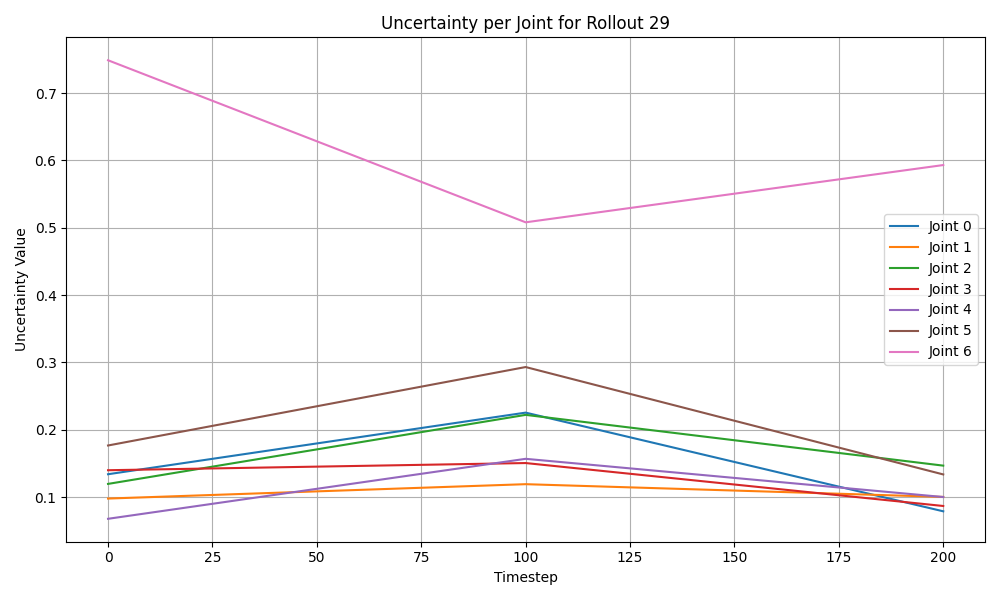 Uncertainty per Joint for Rollout 29
Uncertainty Value
0.7
0.6
0.5
0.4
0.3
0.2
0.1
Joint 0
Joint 1
Joint 2
Joint 3
Joint 4
Joint 5
Joint 6
0 25 50 75 100 125 150 175 200
Timestep